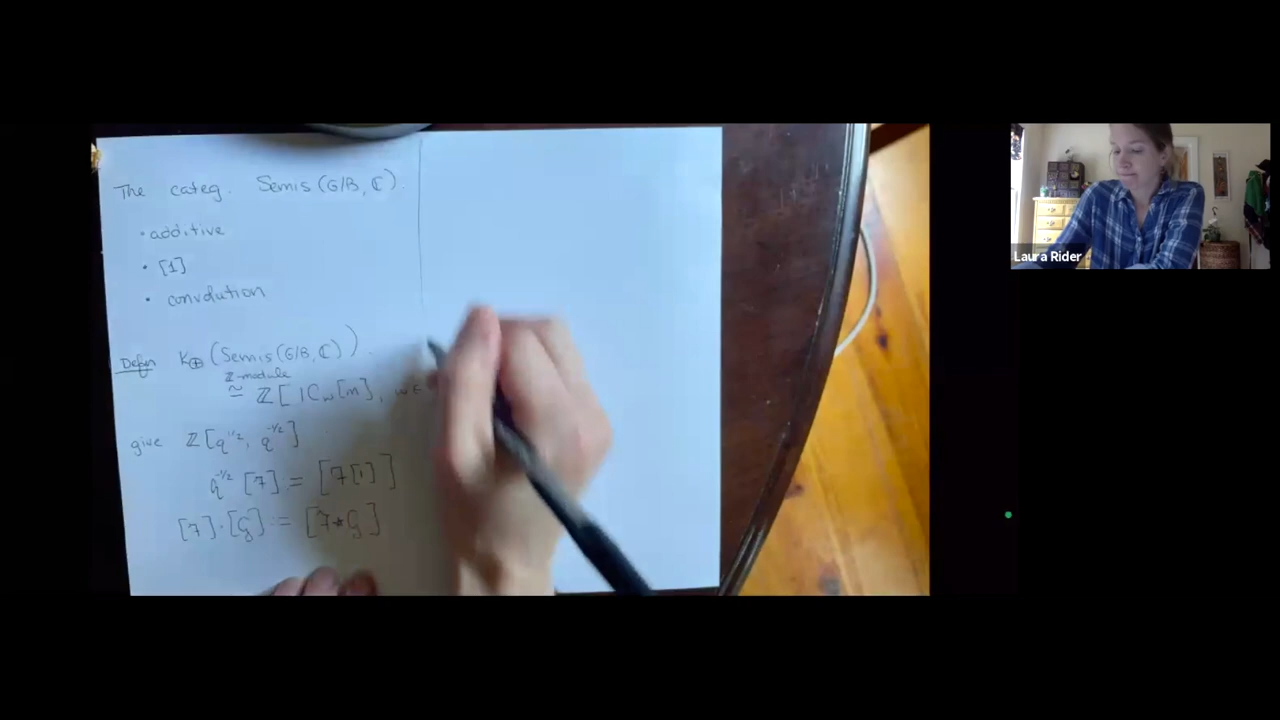 The categ. Semis(G/B, ℂ).
• additive
• [1]
• convolution
Defn K⊕(Semis(G/B, ℂ)).
ℤ-module
≅ ℤ[ICw[m], w ∈
give ℤ[q^{1/2}, q^{-1/2}]
q^{-1/2} [F] := [F[1]]
[F]·[G] := [F⋆G]
Laura Rider